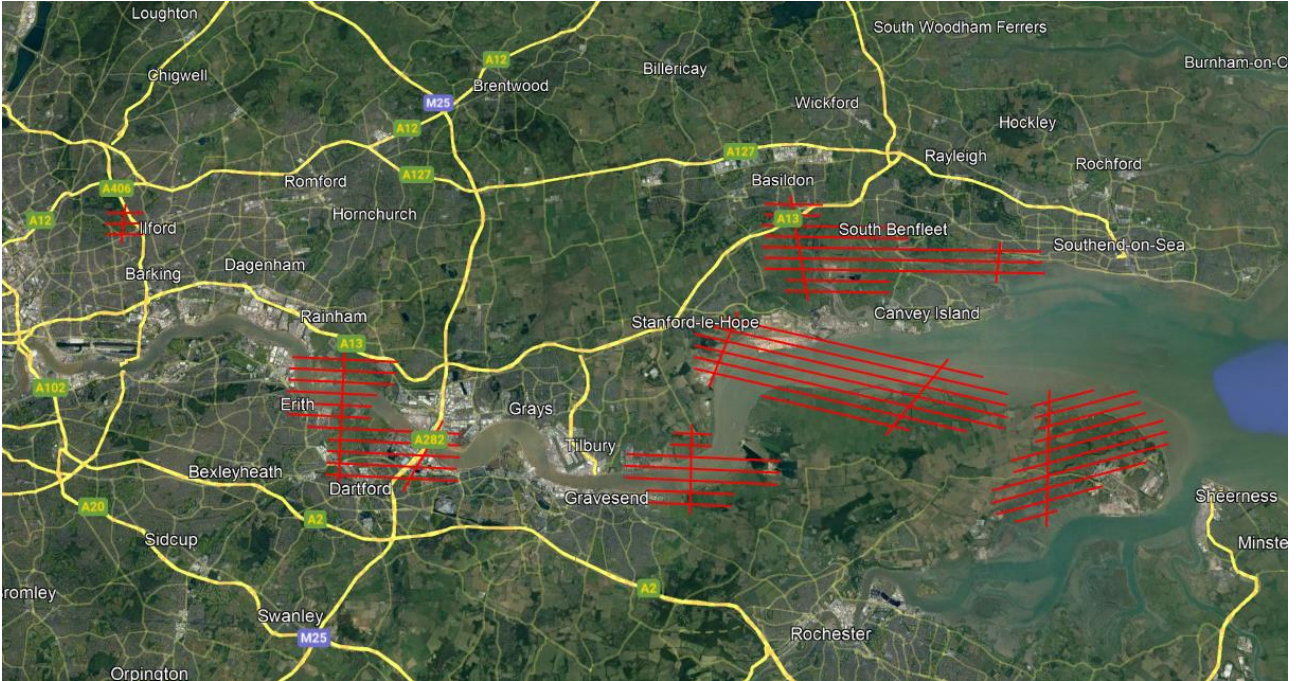 Loughton
South Woodham Ferrers
A12
Billericay
Burnham-on-C
Chigwell
Brentwood
M25
Wickford
A12
Hockley
A127
Rayleigh
Rochford
A127
Romford
Basildon
A406
Hornchurch
A12
A13
Ilford
South Benfleet
Southend-on-Sea
Dagenham
Barking
Rainham
Stanford-le-Hope
Canvey Island
A13
A102
Erith
Grays
A282
Tilbury
Bexleyheath
Dartford
Gravesend
Sheerness
A20
A2
Sidcup
Minste
A2
romley
Swanley
M25
Rochester
Orpington